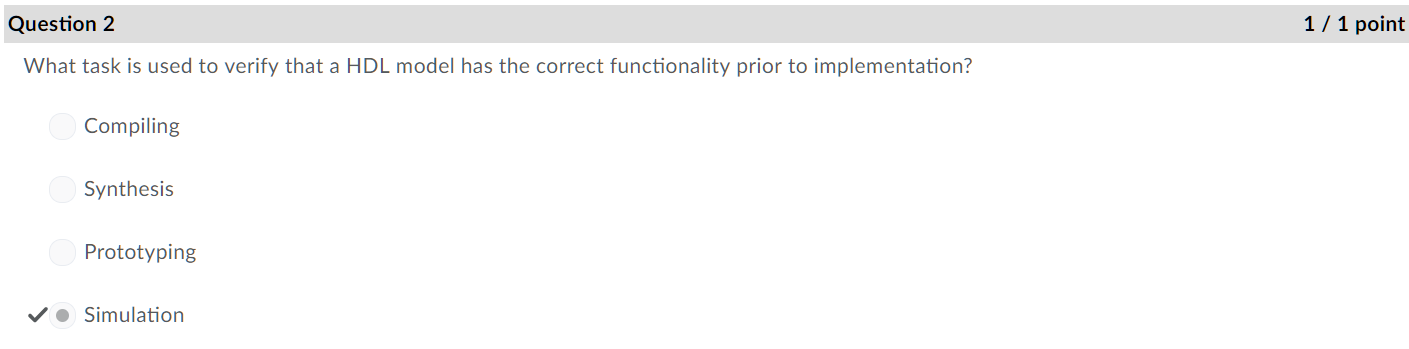 Question 2 1 / 1 point
What task is used to verify that a HDL model has the correct functionality prior to implementation?
Compiling
Synthesis
Prototyping
Simulation